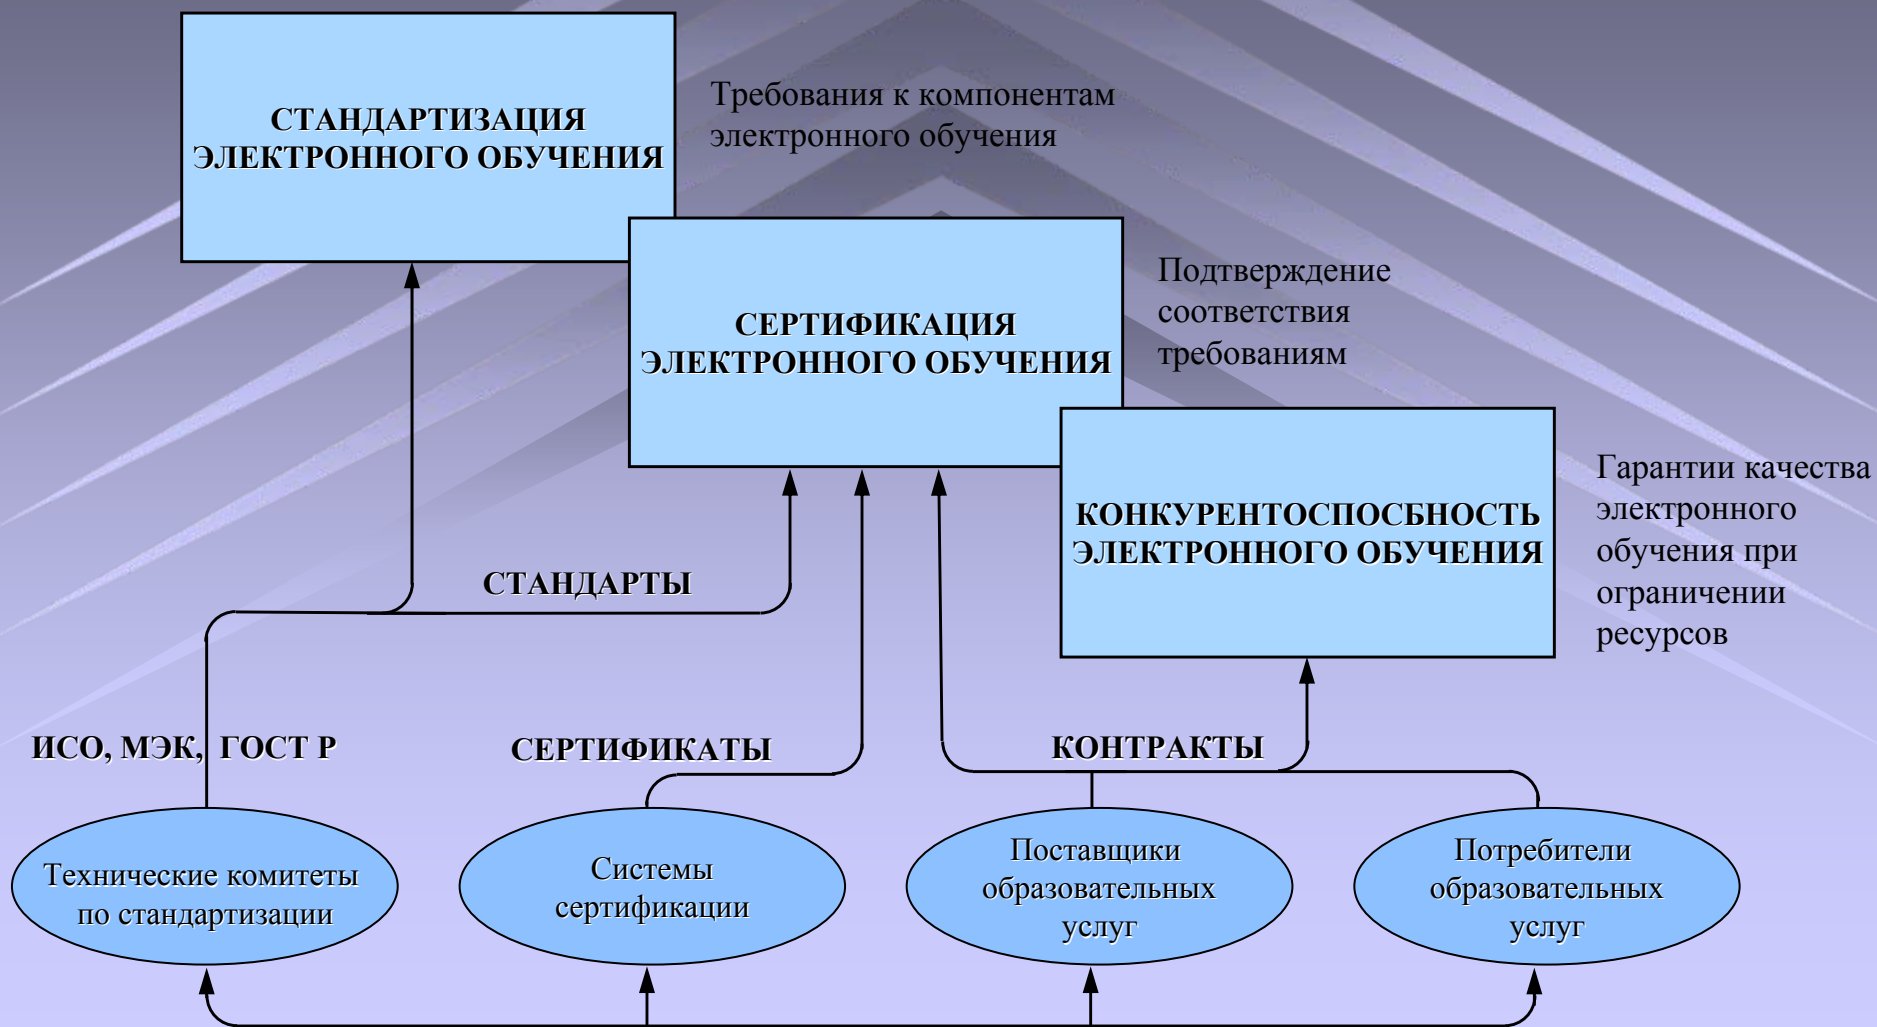 СТАНДАРТИЗАЦИЯ
ЭЛЕКТРОННОГО ОБУЧЕНИЯ
Требования к компонентам
электронного обучения
СЕРТИФИКАЦИЯ
ЭЛЕКТРОННОГО ОБУЧЕНИЯ
Подтверждение
соответствия
требованиям
КОНКУРЕНТОСПОСБНОСТЬ
ЭЛЕКТРОННОГО ОБУЧЕНИЯ
Гарантии качества
электронного
обучения при
ограничении
ресурсов
СТАНДАРТЫ
ИСО, МЭК, ГОСТ Р
СЕРТИФИКАТЫ
КОНТРАКТЫ
Технические комитеты
по стандартизации
Системы
сертификации
Поставщики
образовательных
услуг
Потребители
образовательных
услуг